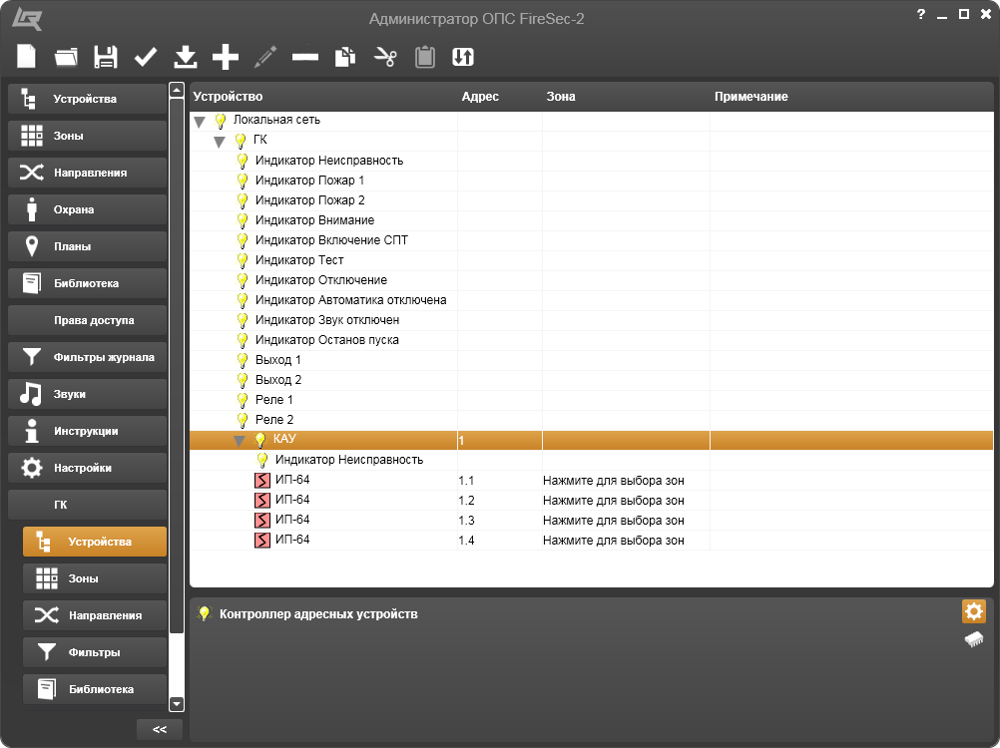 Администратор ОПС FireSec-2
?
Устройства
Зоны
Направления
Охрана
Планы
Библиотека
Права доступа
Фильтры журнала
Звуки
Инструкции
Настройки
ГК
Устройства
Зоны
Направления
Фильтры
Библиотека
<<
Устройство Адрес Зона Примечание
Локальная сеть
ГК
Индикатор Неисправность
Индикатор Пожар 1
Индикатор Пожар 2
Индикатор Внимание
Индикатор Включение СПТ
Индикатор Тест
Индикатор Отключение
Индикатор Автоматика отключена
Индикатор Звук отключен
Индикатор Останов пуска
Выход 1
Выход 2
Реле 1
Реле 2
КАУ 1
Индикатор Неисправность
ИП-64 1.1 Нажмите для выбора зон
ИП-64 1.2 Нажмите для выбора зон
ИП-64 1.3 Нажмите для выбора зон
ИП-64 1.4 Нажмите для выбора зон
Контроллер адресных устройств